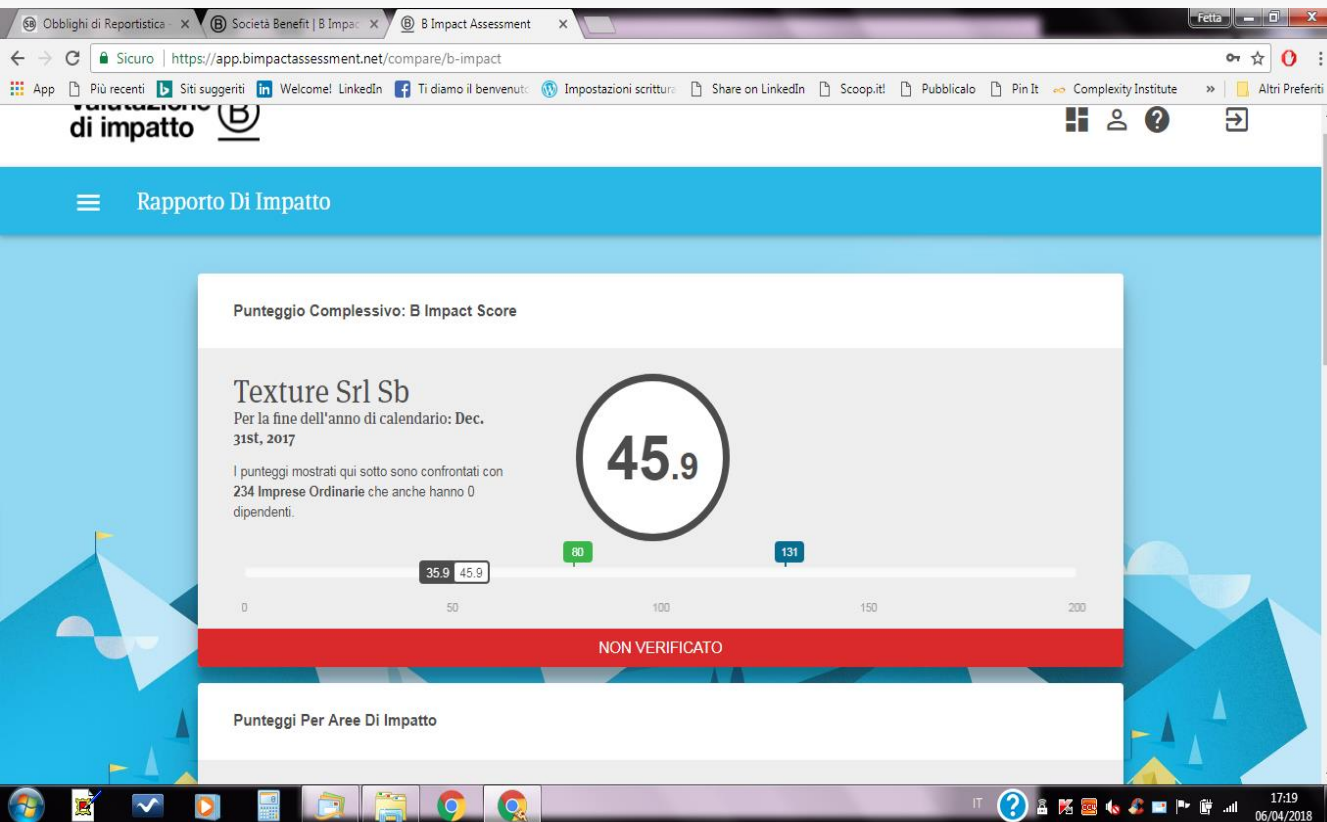 Obblighi di Reportistica -
Società Benefit | B Impac
B Impact Assessment
Fetta
Sicuro | https://app.bimpactassessment.net/compare/b-impact
App Più recenti Siti suggeriti Welcome! LinkedIn Ti diamo il benvenuto Impostazioni scrittura Share on LinkedIn Scoop.it! Pubblicalo Pin It Complexity Institute » Altri Preferiti
valutazione B
di impatto
Rapporto Di Impatto
Punteggio Complessivo: B Impact Score
Texture Srl Sb
Per la fine dell'anno di calendario: Dec.
31st, 2017
I punteggi mostrati qui sotto sono confrontati con
234 Imprese Ordinarie che anche hanno 0
dipendenti.
45.9
80 131
35.9 45.9
0 50 100 150 200
NON VERIFICATO
Punteggi Per Aree Di Impatto
IT
17:19
06/04/2018